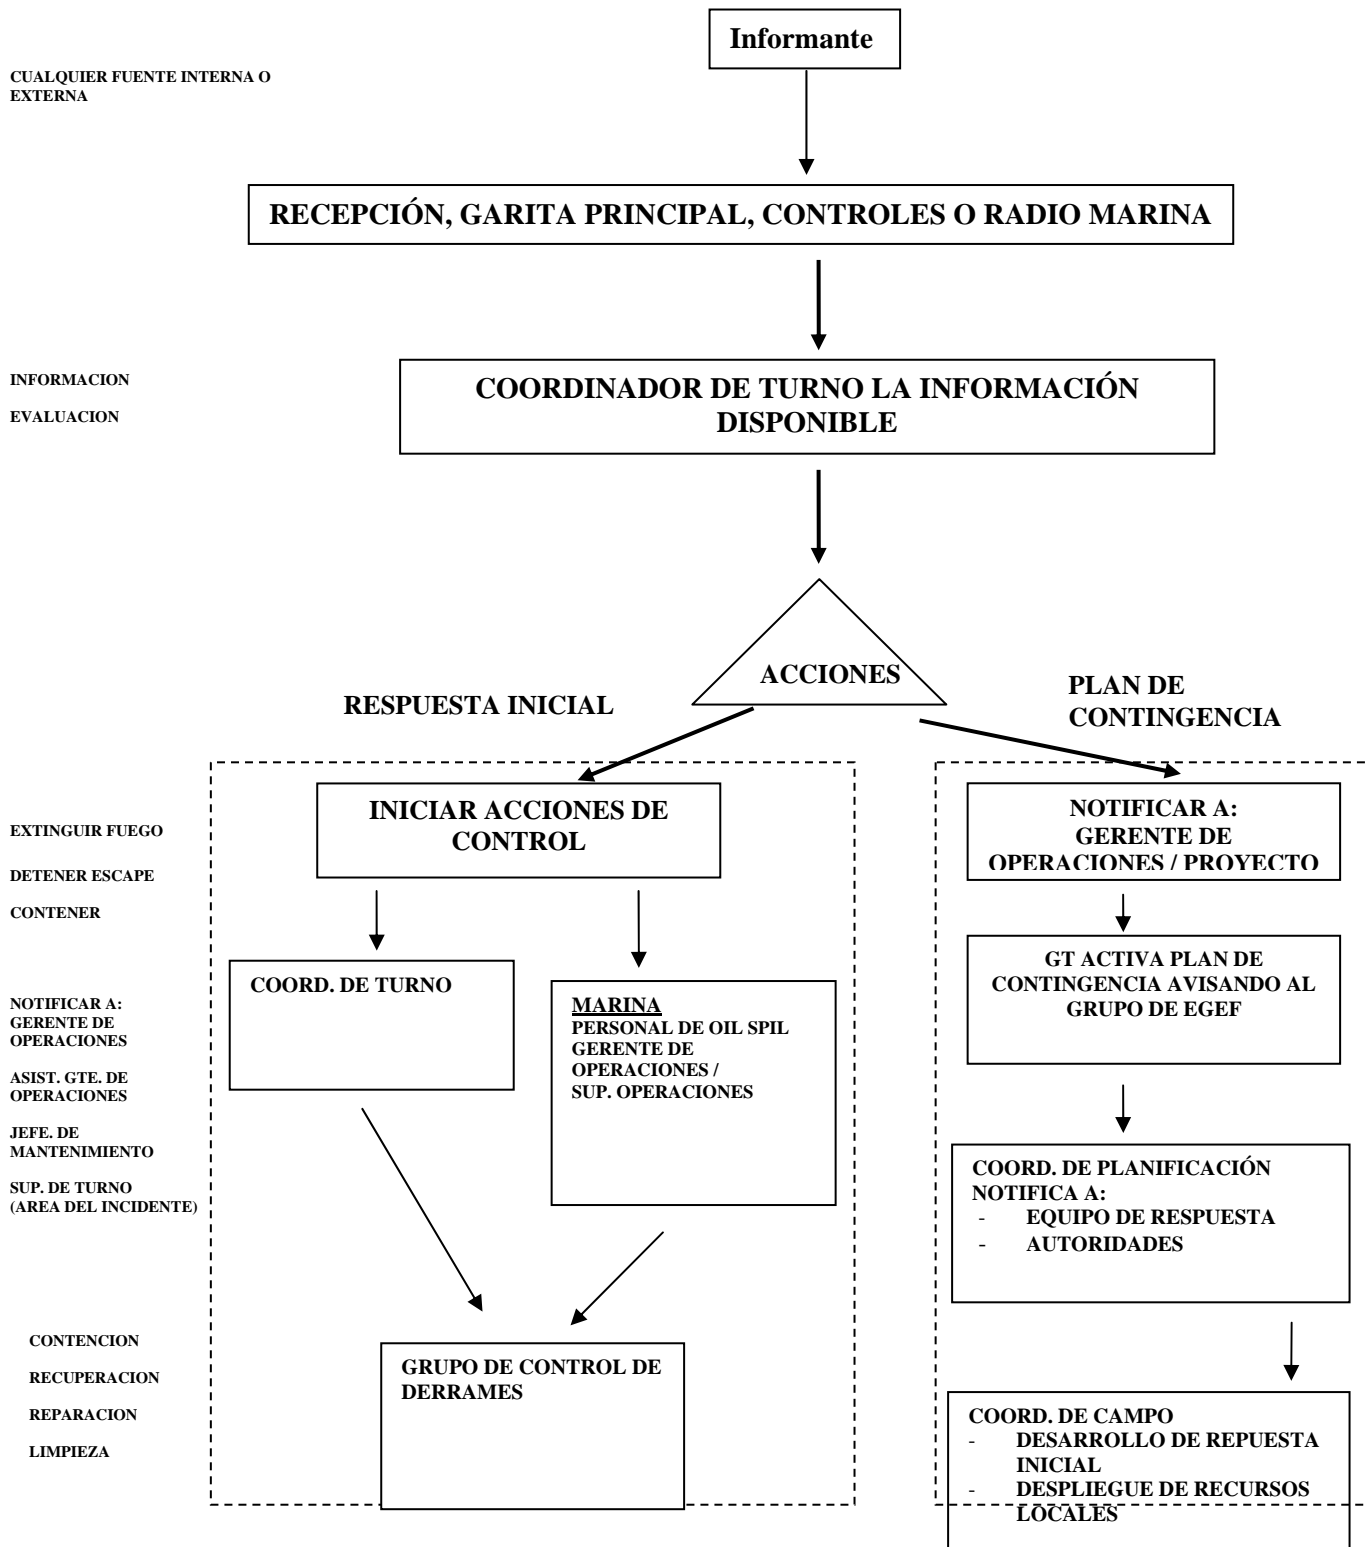 Informante
CUALQUIER FUENTE INTERNA O
EXTERNA
RECEPCIÓN, GARITA PRINCIPAL, CONTROLES O RADIO MARINA
INFORMACION
EVALUACION
COORDINADOR DE TURNO LA INFORMACIÓN
DISPONIBLE
ACCIONES
RESPUESTA INICIAL
PLAN DE
CONTINGENCIA
EXTINGUIR FUEGO
DETENER ESCAPE
CONTENER
INICIAR ACCIONES DE
CONTROL
NOTIFICAR A:
GERENTE DE
OPERACIONES / PROYECTO
NOTIFICAR A:
GERENTE DE
OPERACIONES
ASIST. GTE. DE
OPERACIONES
JEFE. DE
MANTENIMIENTO
SUP. DE TURNO
(AREA DEL INCIDENTE)
COORD. DE TURNO
MARINA
PERSONAL DE OIL SPIL
GERENTE DE
OPERACIONES /
SUP. OPERACIONES
GT ACTIVA PLAN DE
CONTINGENCIA AVISANDO AL
GRUPO DE EGEF
COORD. DE PLANIFICACIÓN
NOTIFICA A:
- EQUIPO DE RESPUESTA
- AUTORIDADES
CONTENCION
RECUPERACION
REPARACION
LIMPIEZA
GRUPO DE CONTROL DE
DERRAMES
COORD. DE CAMPO
- DESARROLLO DE REPUESTA
INICIAL
- DESPLIEGUE DE RECURSOS
LOCALES